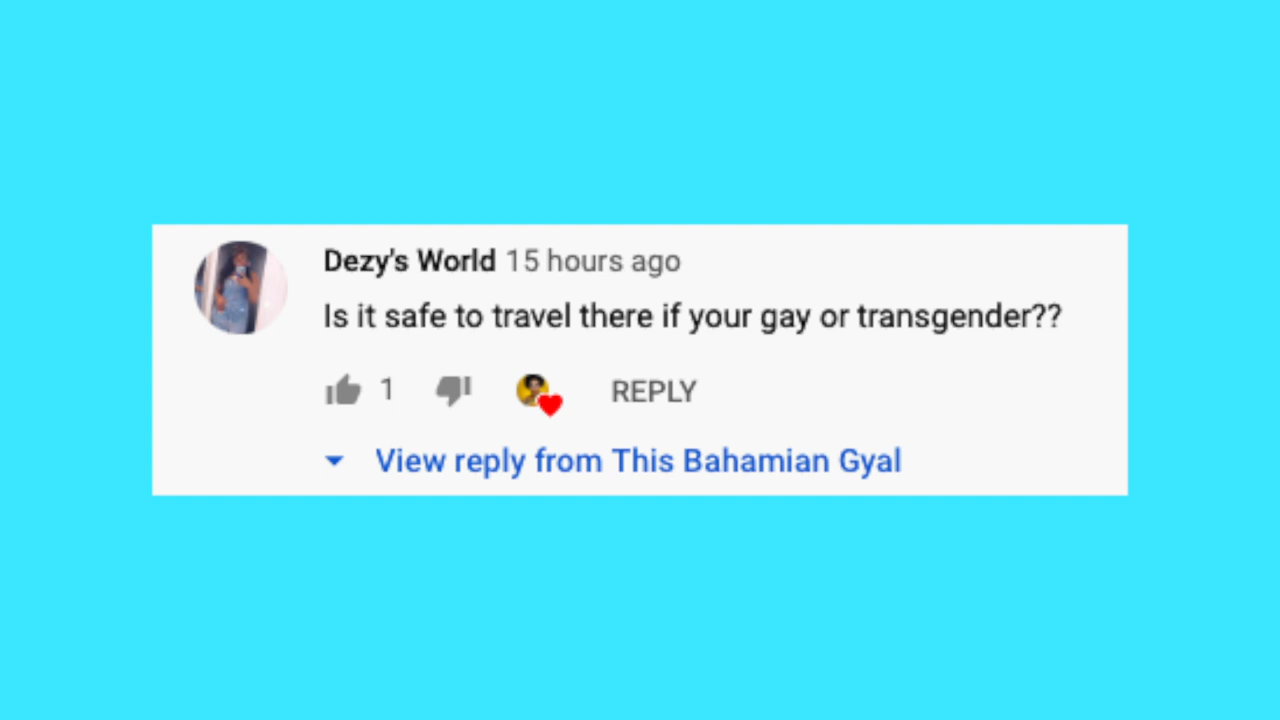 Dezy's World 15 hours ago
Is it safe to travel there if your gay or transgender??
1 REPLY
View reply from This Bahamian Gyal